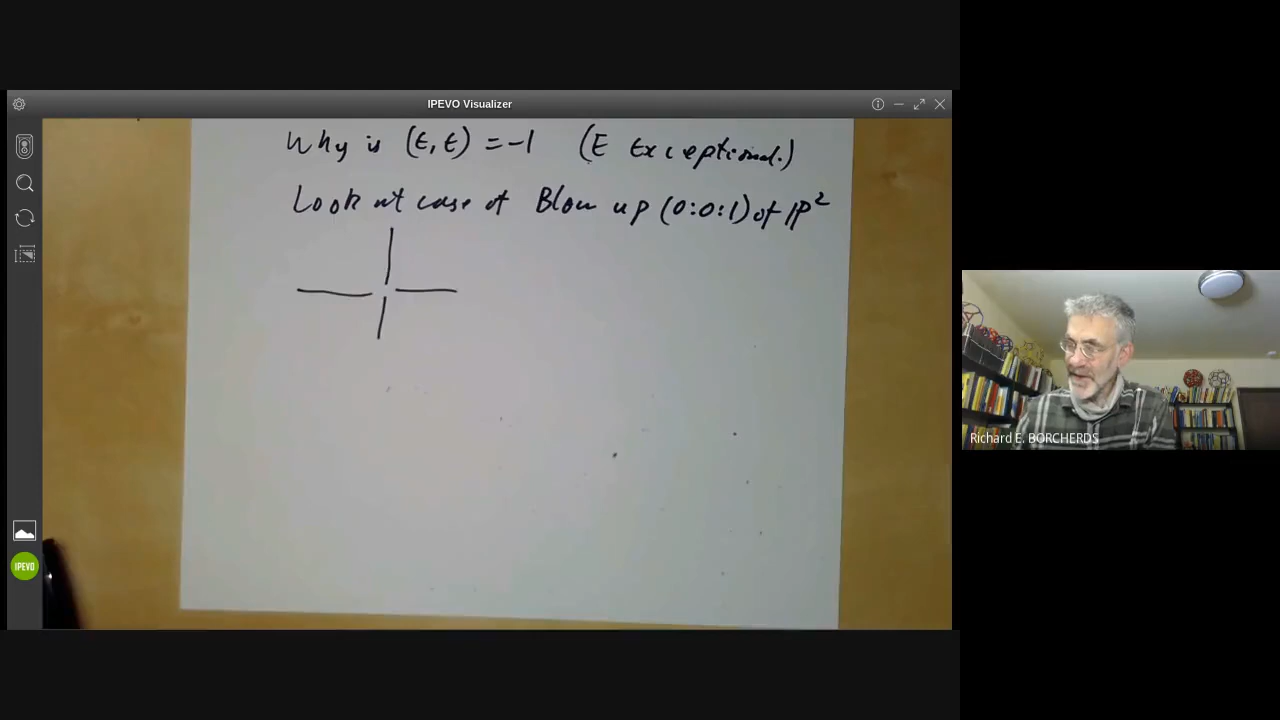 IPEVO Visualizer
Why is (E, E) = -1 (E Exceptional.)
Look at case of Blow up (0:0:1) of P²
Richard E. BORCHERDS
IPEVO